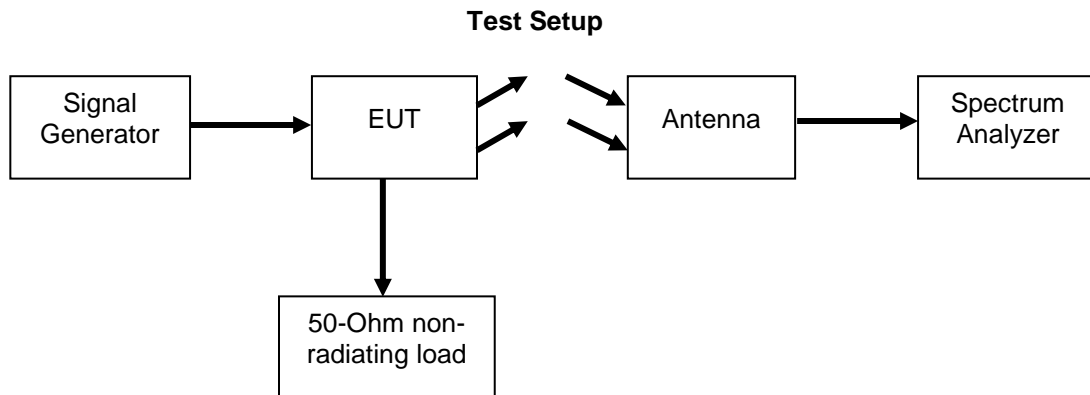 Test Setup
Signal
Generator
EUT
Antenna
Spectrum
Analyzer
50-Ohm non-
radiating load